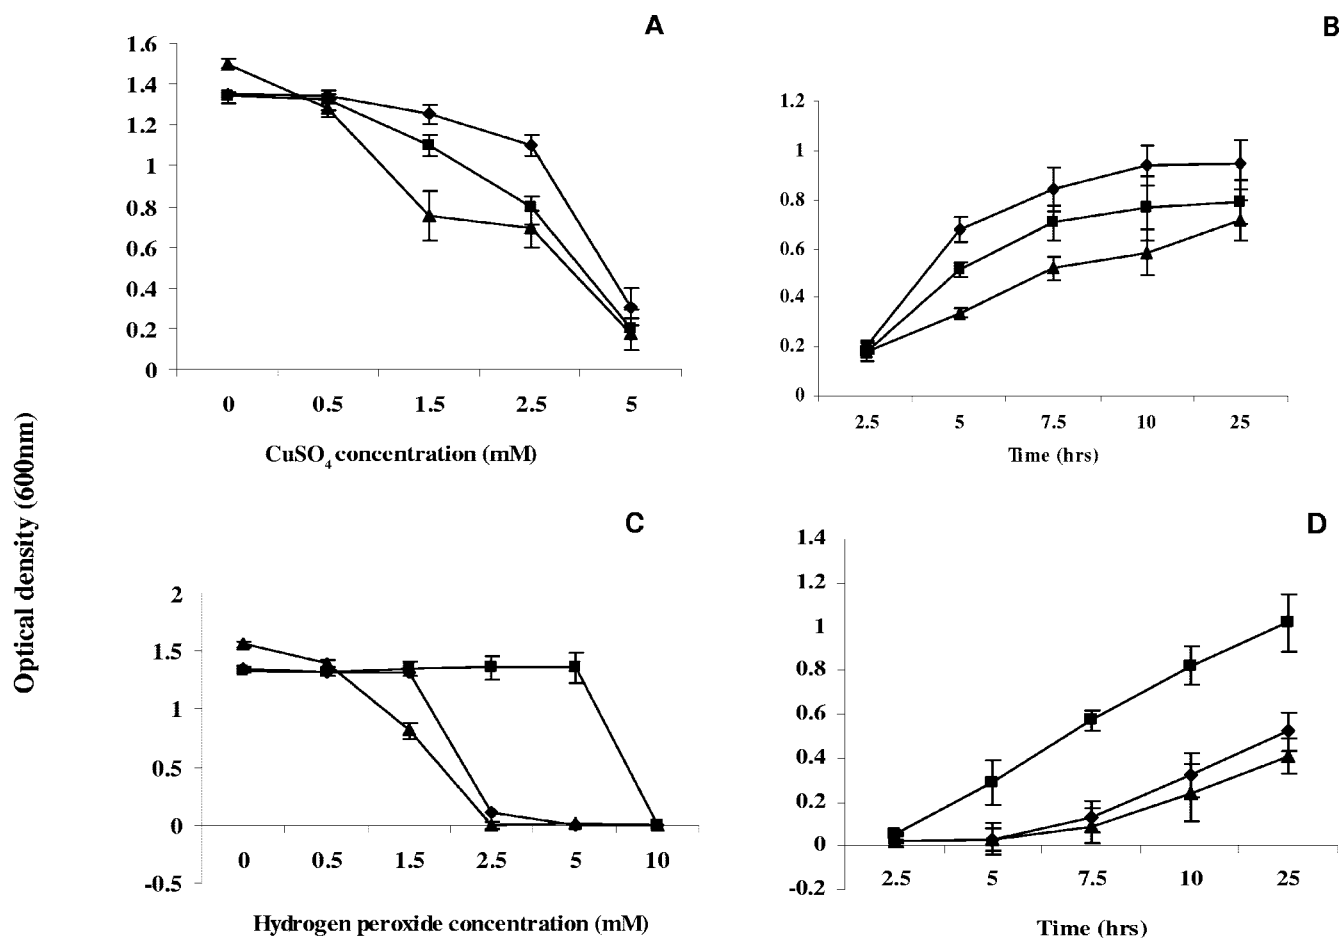 Optical density (600nm)
A
1.6
1.4
1.2
1
0.8
0.6
0.4
0.2
0
0 0.5 1.5 2.5 5
CuSO4 concentration (mM)
B
1.2
1
0.8
0.6
0.4
0.2
0
2.5 5 7.5 10 25
Time (hrs)
C
2
1.5
1
0.5
0
-0.5
0 0.5 1.5 2.5 5 10
Hydrogen peroxide concentration (mM)
D
1.4
1.2
1
0.8
0.6
0.4
0.2
0
-0.2
2.5 5 7.5 10 25
Time (hrs)